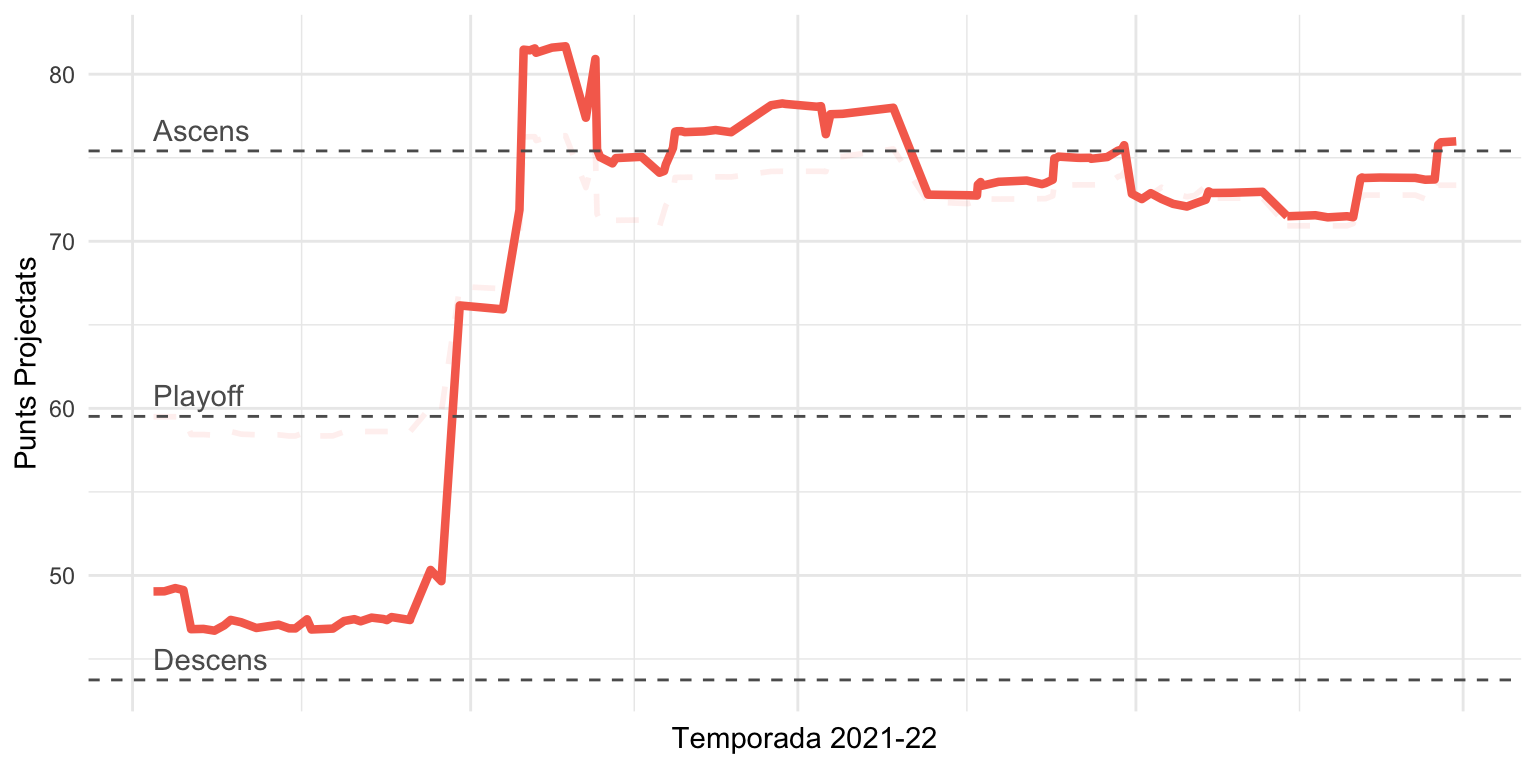 80
Ascens
70
Punts Projectats
Playoff
60
50
Descens
Temporada 2021-22